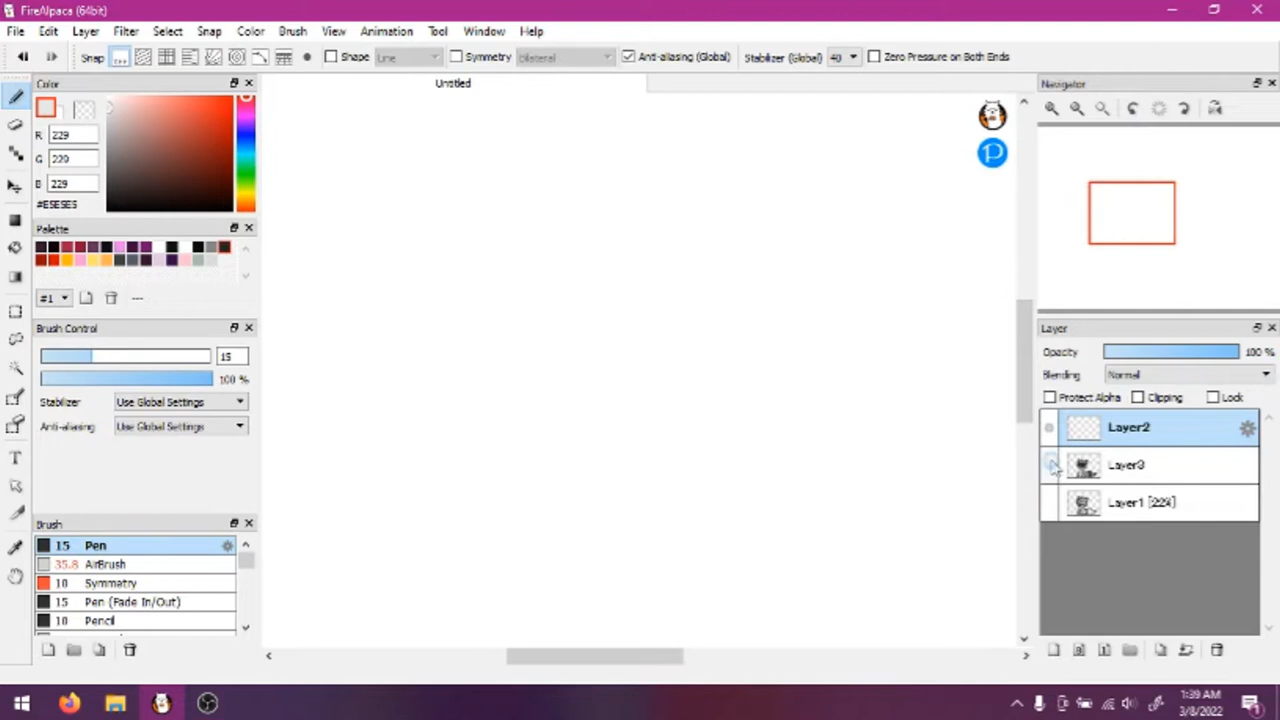 FireAlpaca (64bit)
File Edit Layer Filter Select Snap Color Brush View Animation Tool Window Help
Snap Shape Line Symmetry Bilateral Anti-aliasing (Global) Stabilizer (Global) 40 Zero Pressure on Both Ends
Color
Untitled
Navigator
R 229
G 229
B 229
#E5E5E5
Palette
#1 ---
Brush Control
15
100 %
Stabilizer Use Global Settings
Anti-aliasing Use Global Settings
Brush
15 Pen
35.8 AirBrush
10 Symmetry
15 Pen (Fade In/Out)
10 Pencil
Layer
Opacity 100 %
Blending Normal
Protect Alpha Clipping Lock
Layer2
Layer3
Layer1 [22%]
1:39 AM
3/8/2022